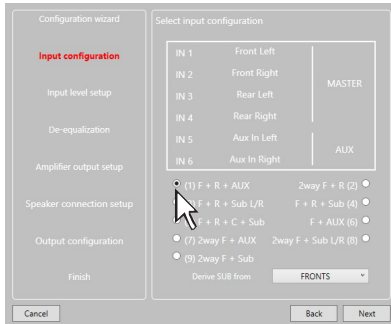 Configuration wizard
Input configuration
Input level setup
De-equalization
Amplifier output setup
Speaker connection setup
Output configuration
Finish
Select input configuration
IN 1 Front Left
IN 2 Front Right
IN 3 Rear Left
IN 4 Rear Right
MASTER
IN 5 Aux In Left
IN 6 Aux In Right
AUX
(1) F + R + AUX 2way F + R (2)
F + R + Sub L/R F + R + Sub (4)
F + R + C + Sub F + AUX (6)
(7) 2way F + AUX 2way F + Sub L/R (8)
(9) 2way F + Sub
Derive SUB from FRONTS
Cancel Back Next